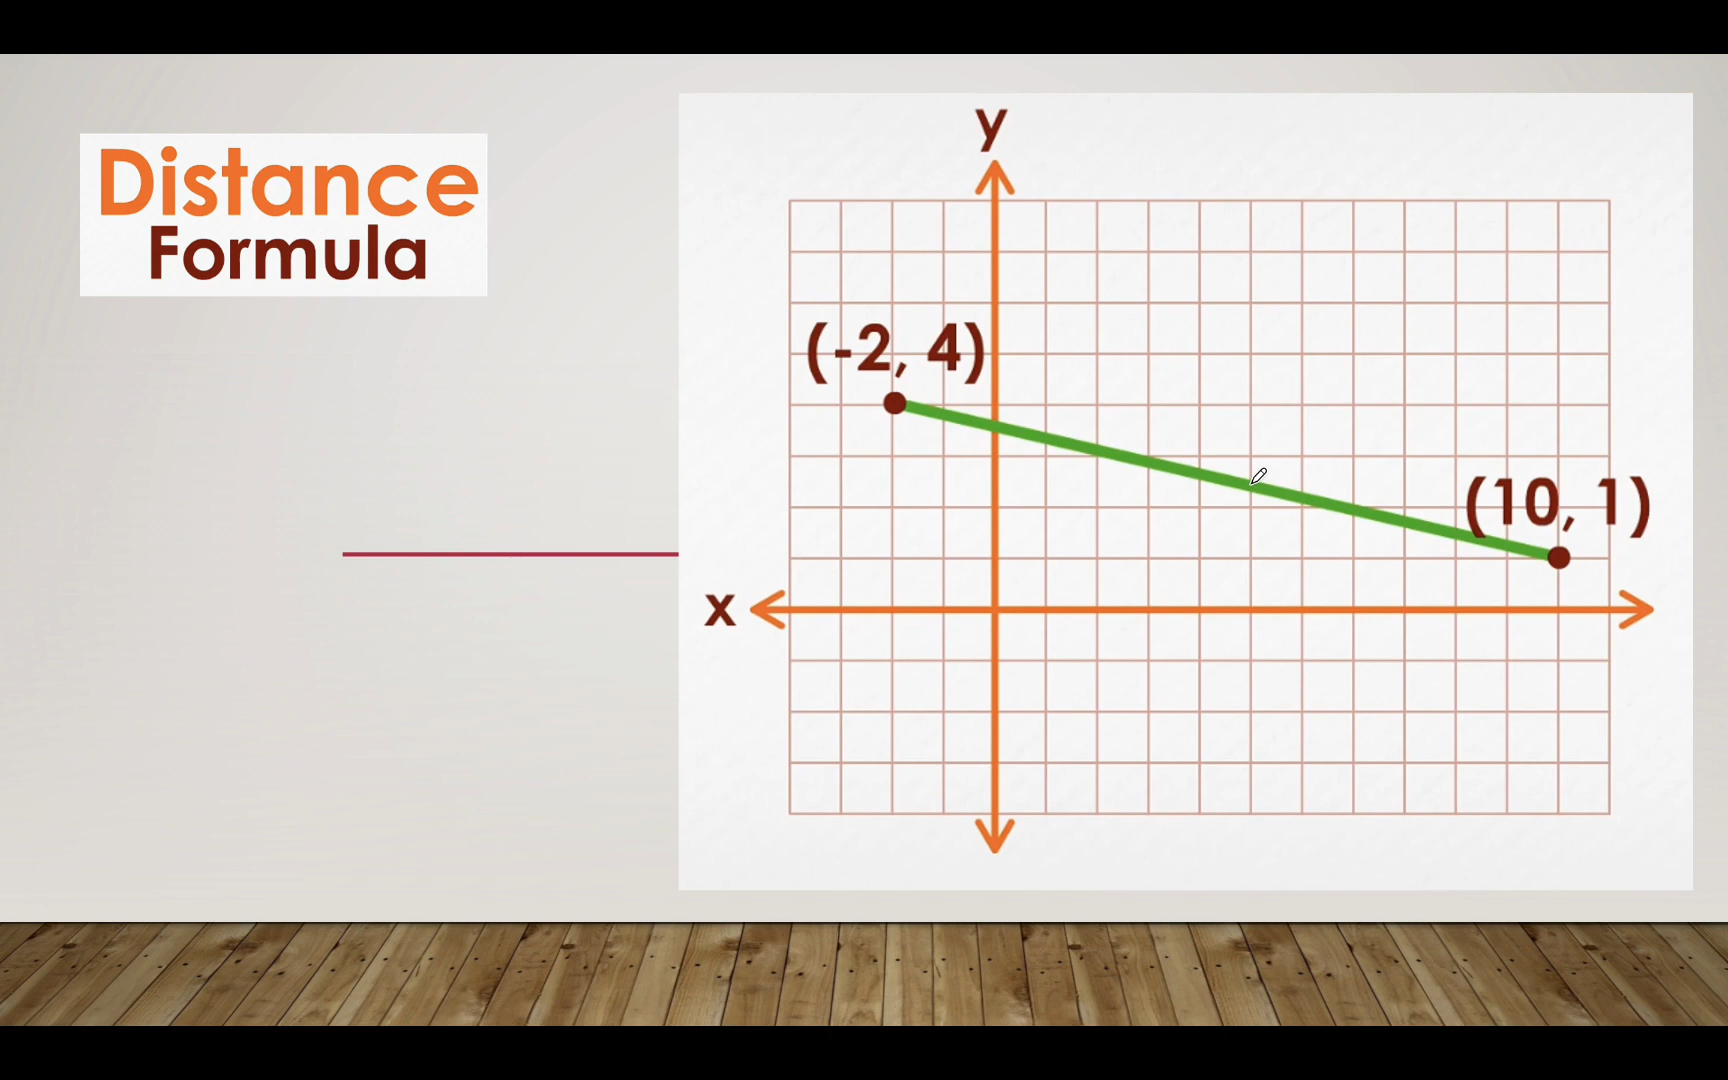 Distance
Formula
y
(-2, 4)
(10, 1)
x